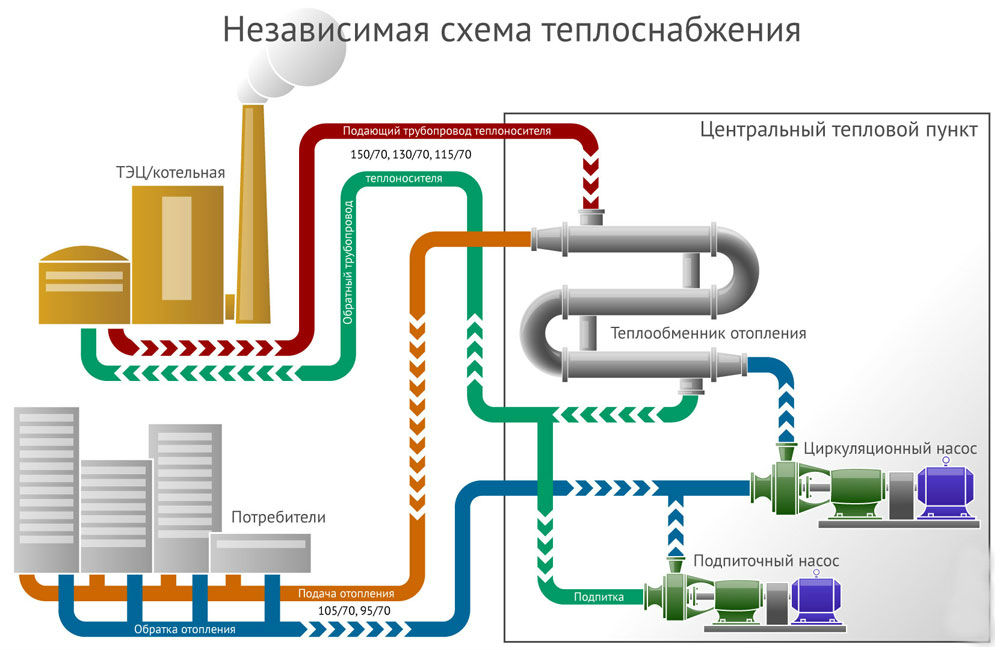 Независимая схема теплоснабжения
Центральный тепловой пункт
Подающий трубопровод теплоносителя
150/70, 130/70, 115/70
ТЭЦ/котельная
Обратный трубопровод
теплоносителя
Теплообменник отопления
Циркуляционный насос
Потребители
Подпиточный насос
Подача отопления
105/70, 95/70
Подпитка
Обратка отопления